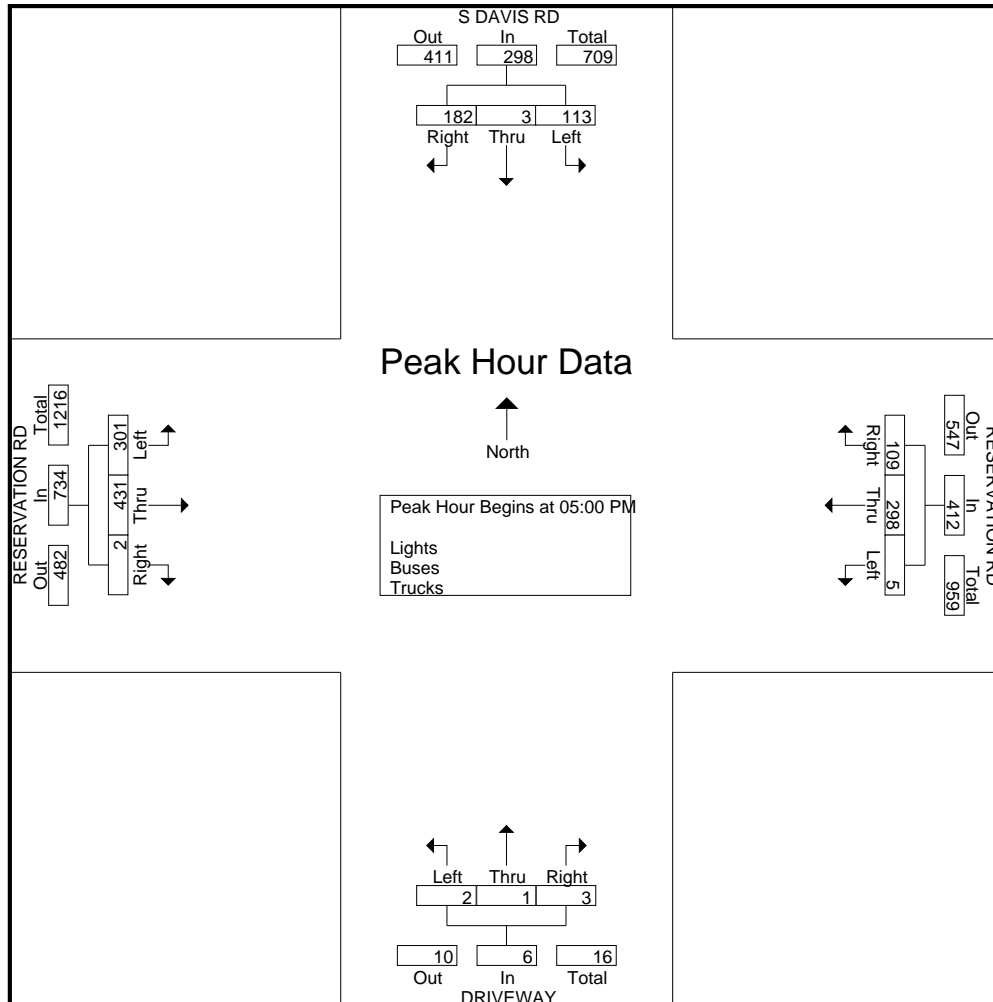 S DAVIS RD
Out In Total
411 298 709
182 3 113
Right Thru Left
Peak Hour Data
North
Peak Hour Begins at 05:00 PM
Lights
Buses
Trucks
RESERVATION RD
Out In Total
482 734 1216
Right Thru Left
2 431 301
RESERVATION RD
Out In Total
547 412 959
109 298 5
Right Thru Left
Left Thru Right
2 1 3
10 6 16
Out In Total
DRIVEWAY